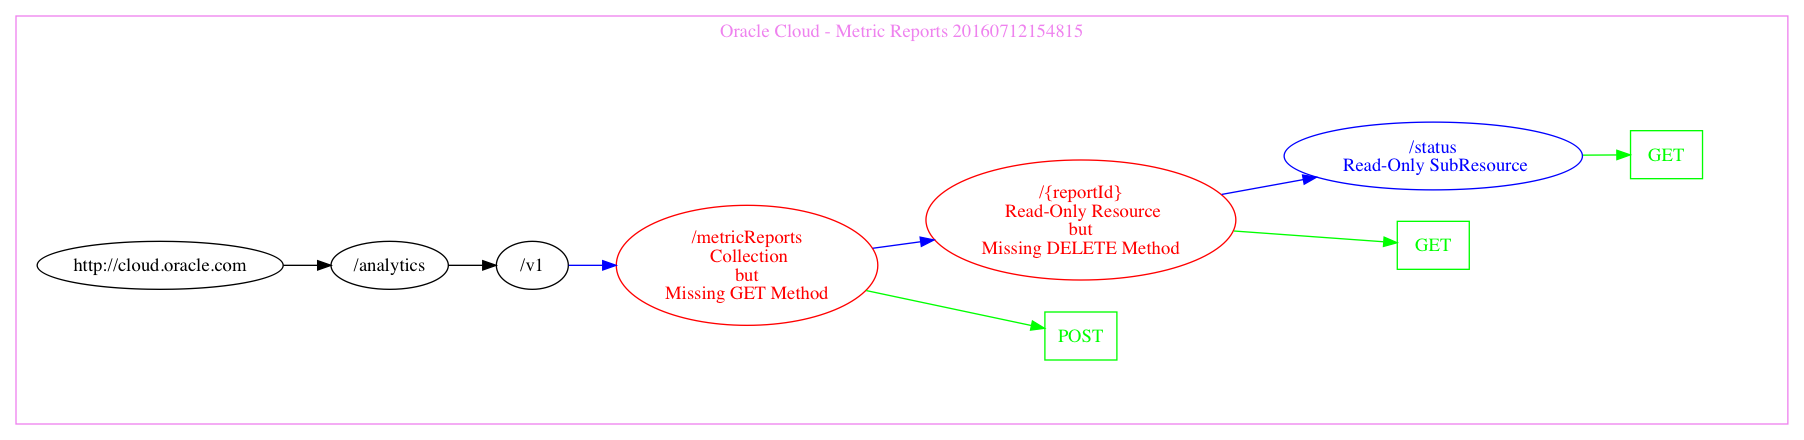 Oracle Cloud - Metric Reports 20160712154815
http://cloud.oracle.com
/analytics
/v1
/metricReports
Collection
but
Missing GET Method
/{reportId}
Read-Only Resource
but
Missing DELETE Method
/status
Read-Only SubResource
GET
GET
POST